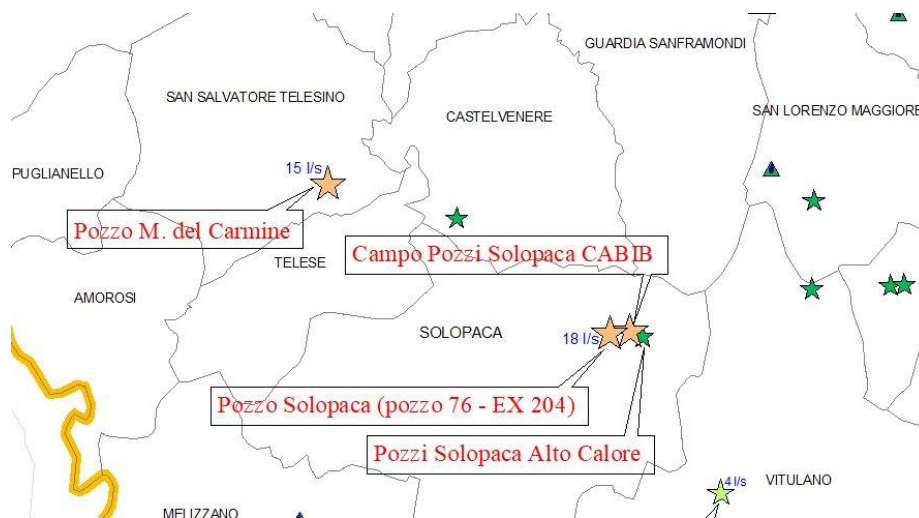 GUARDIA SANFRAMONDI
SAN SALVATORE TELESINO
CASTELVENERE
SAN LORENZO MAGGIORE
PUGLIANELLO
15 l/s
Pozzo M. del Carmine
TELESE
Campo Pozzi Solopaca CABIB
AMOROSI
SOLOPACA
18 l/s
Pozzo Solopaca (pozzo 76 - EX 204)
Pozzi Solopaca Alto Calore
4 l/s
VITULANO
MELIZZANO